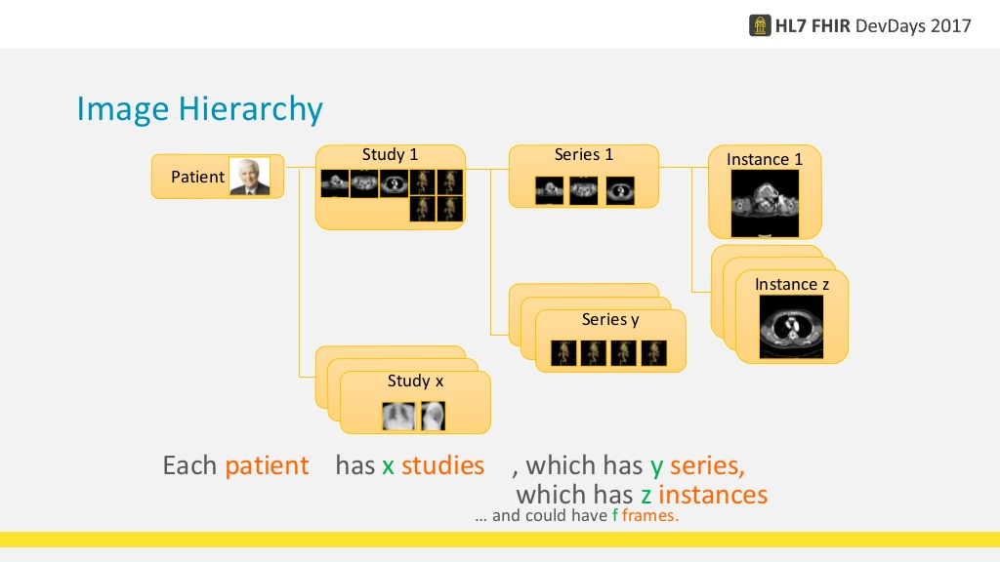 HL7 FHIR DevDays 2017
Image Hierarchy
Patient
Study 1
Series 1
Instance 1
Instance z
Series y
Study x
Each patient has x studies , which has y series,
which has z instances
... and could have f frames.